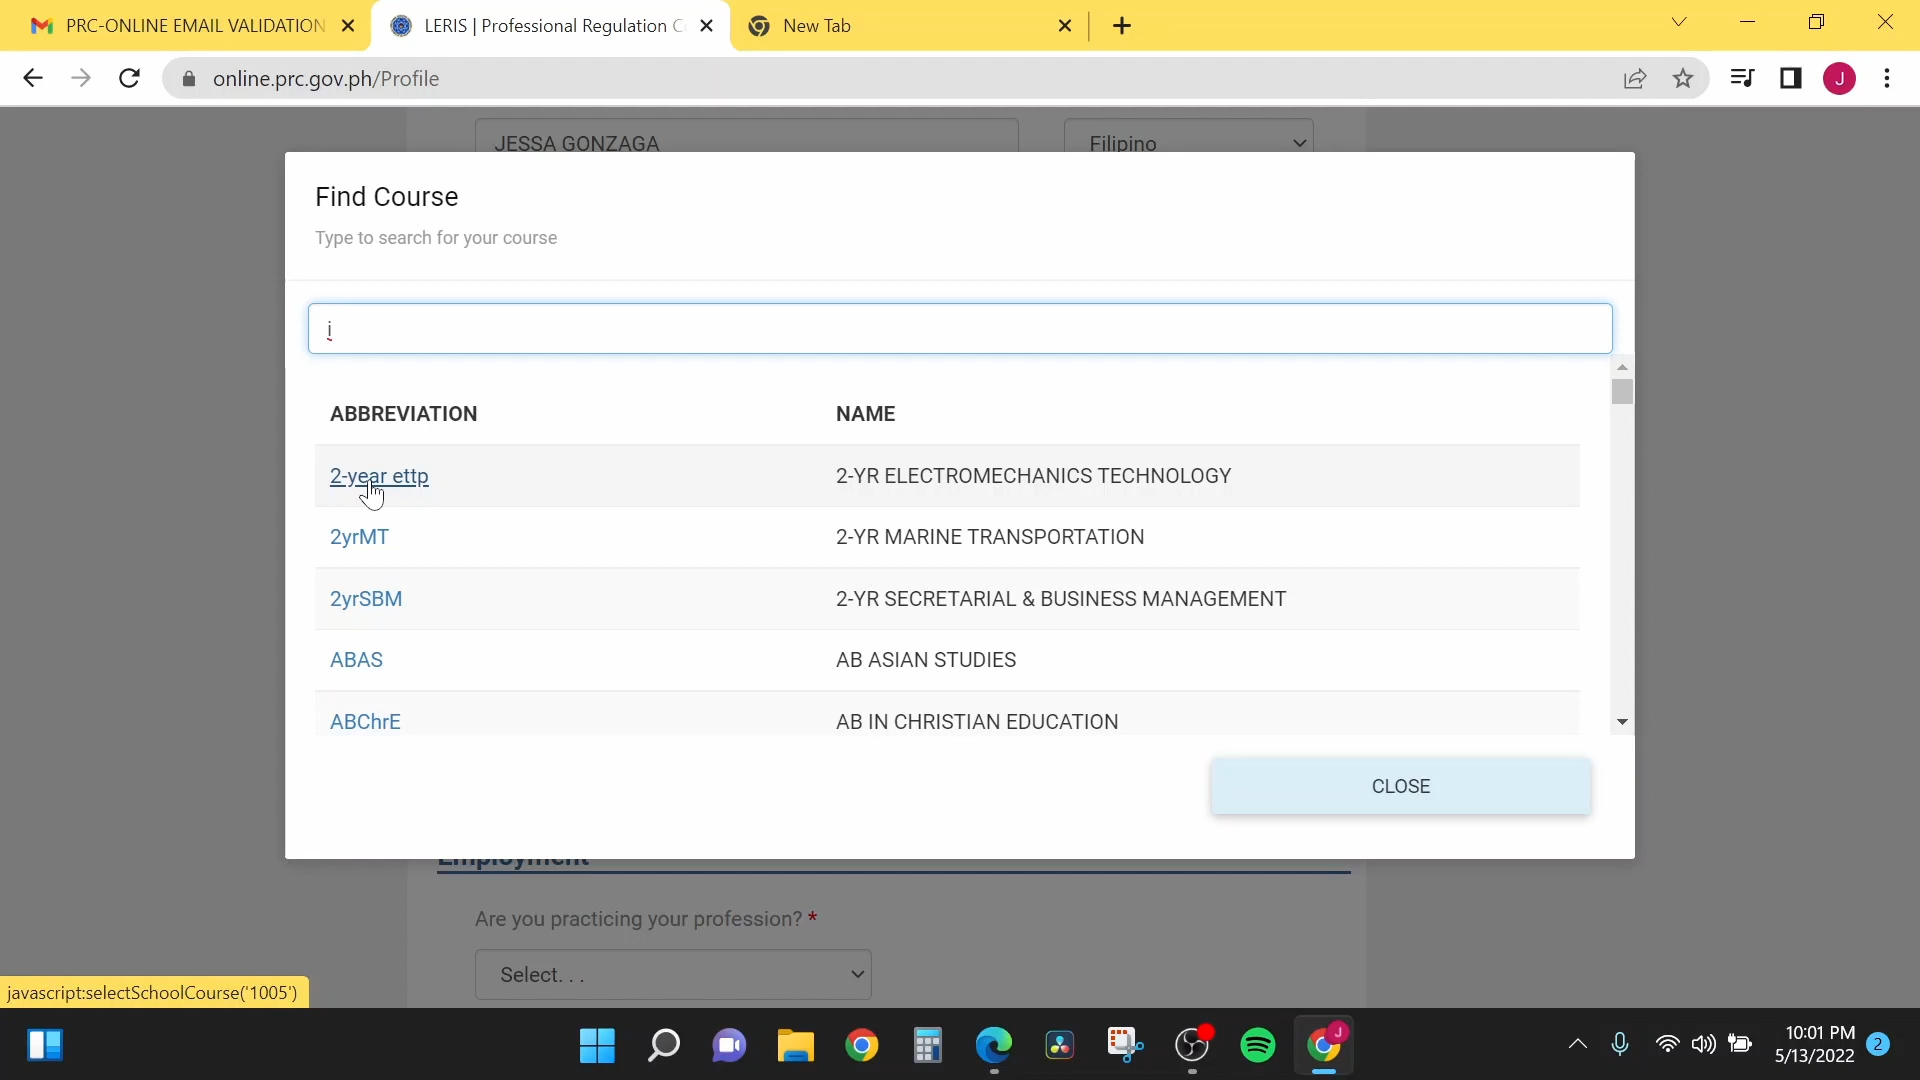 PRC-ONLINE EMAIL VALIDATION
LERIS | Professional Regulation C
New Tab
online.prc.gov.ph/Profile
J
JESSA GONZAGA
Filipino
Find Course
Type to search for your course
i
ABBREVIATION NAME
2-year ettp 2-YR ELECTROMECHANICS TECHNOLOGY
2yrMT 2-YR MARINE TRANSPORTATION
2yrSBM 2-YR SECRETARIAL & BUSINESS MANAGEMENT
ABAS AB ASIAN STUDIES
ABChrE AB IN CHRISTIAN EDUCATION
CLOSE
Employment
Are you practicing your profession? *
Select. . .
javascript:selectSchoolCourse('1005')
J
10:01 PM
5/13/2022
2